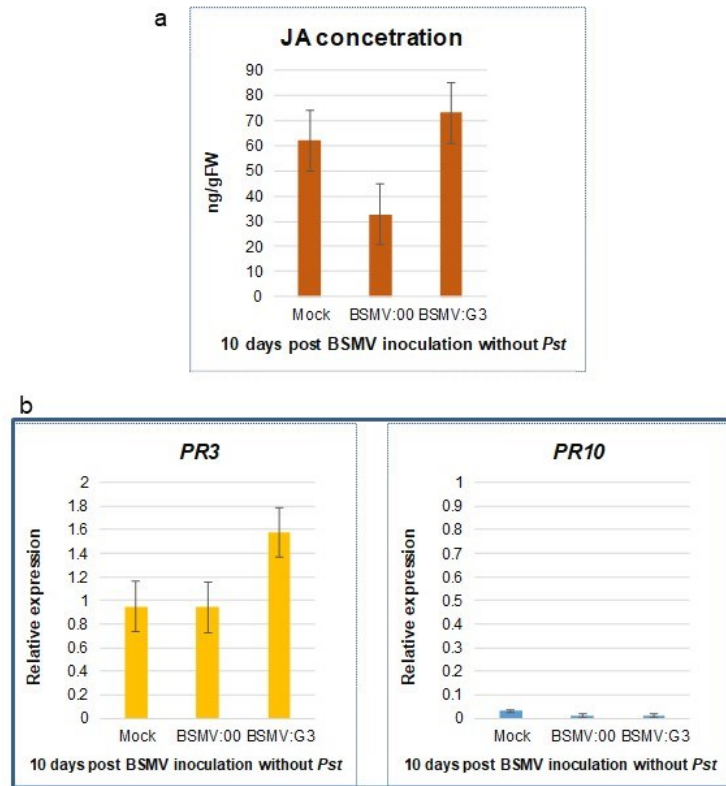 a
JA concetration
90
80
70
60
50
40
30
20
10
0
ng/gFW
Mock BSMV:00 BSMV:G3
10 days post BSMV inoculation without Pst
b
PR3
2
1.8
1.6
1.4
1.2
1
0.8
0.6
0.4
0.2
0
Relative expression
Mock BSMV:00 BSMV:G3
10 days post BSMV inoculation without Pst
PR10
1
0.9
0.8
0.7
0.6
0.5
0.4
0.3
0.2
0.1
0
Relative expression
Mock BSMV:00 BSMV:G3
10 days post BSMV inoculation without Pst